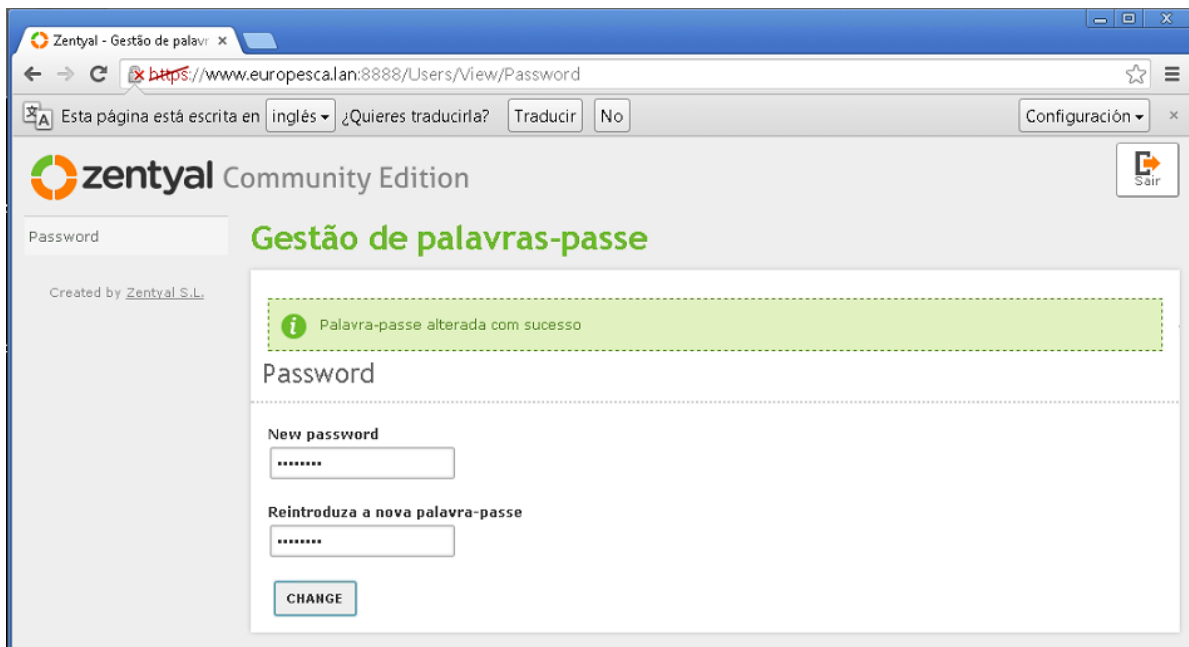 Zentyal - Gestão de palavr
https://www.europesca.lan:8888/Users/View/Password
Esta página está escrita en inglés ¿Quieres traducirla? Traducir No Configuración
zentyal Community Edition
Sair
Password
Gestão de palavras-passe
Created by Zentyal S.L.
Palavra-passe alterada com sucesso
Password
New password
Reintroduza a nova palavra-passe
CHANGE